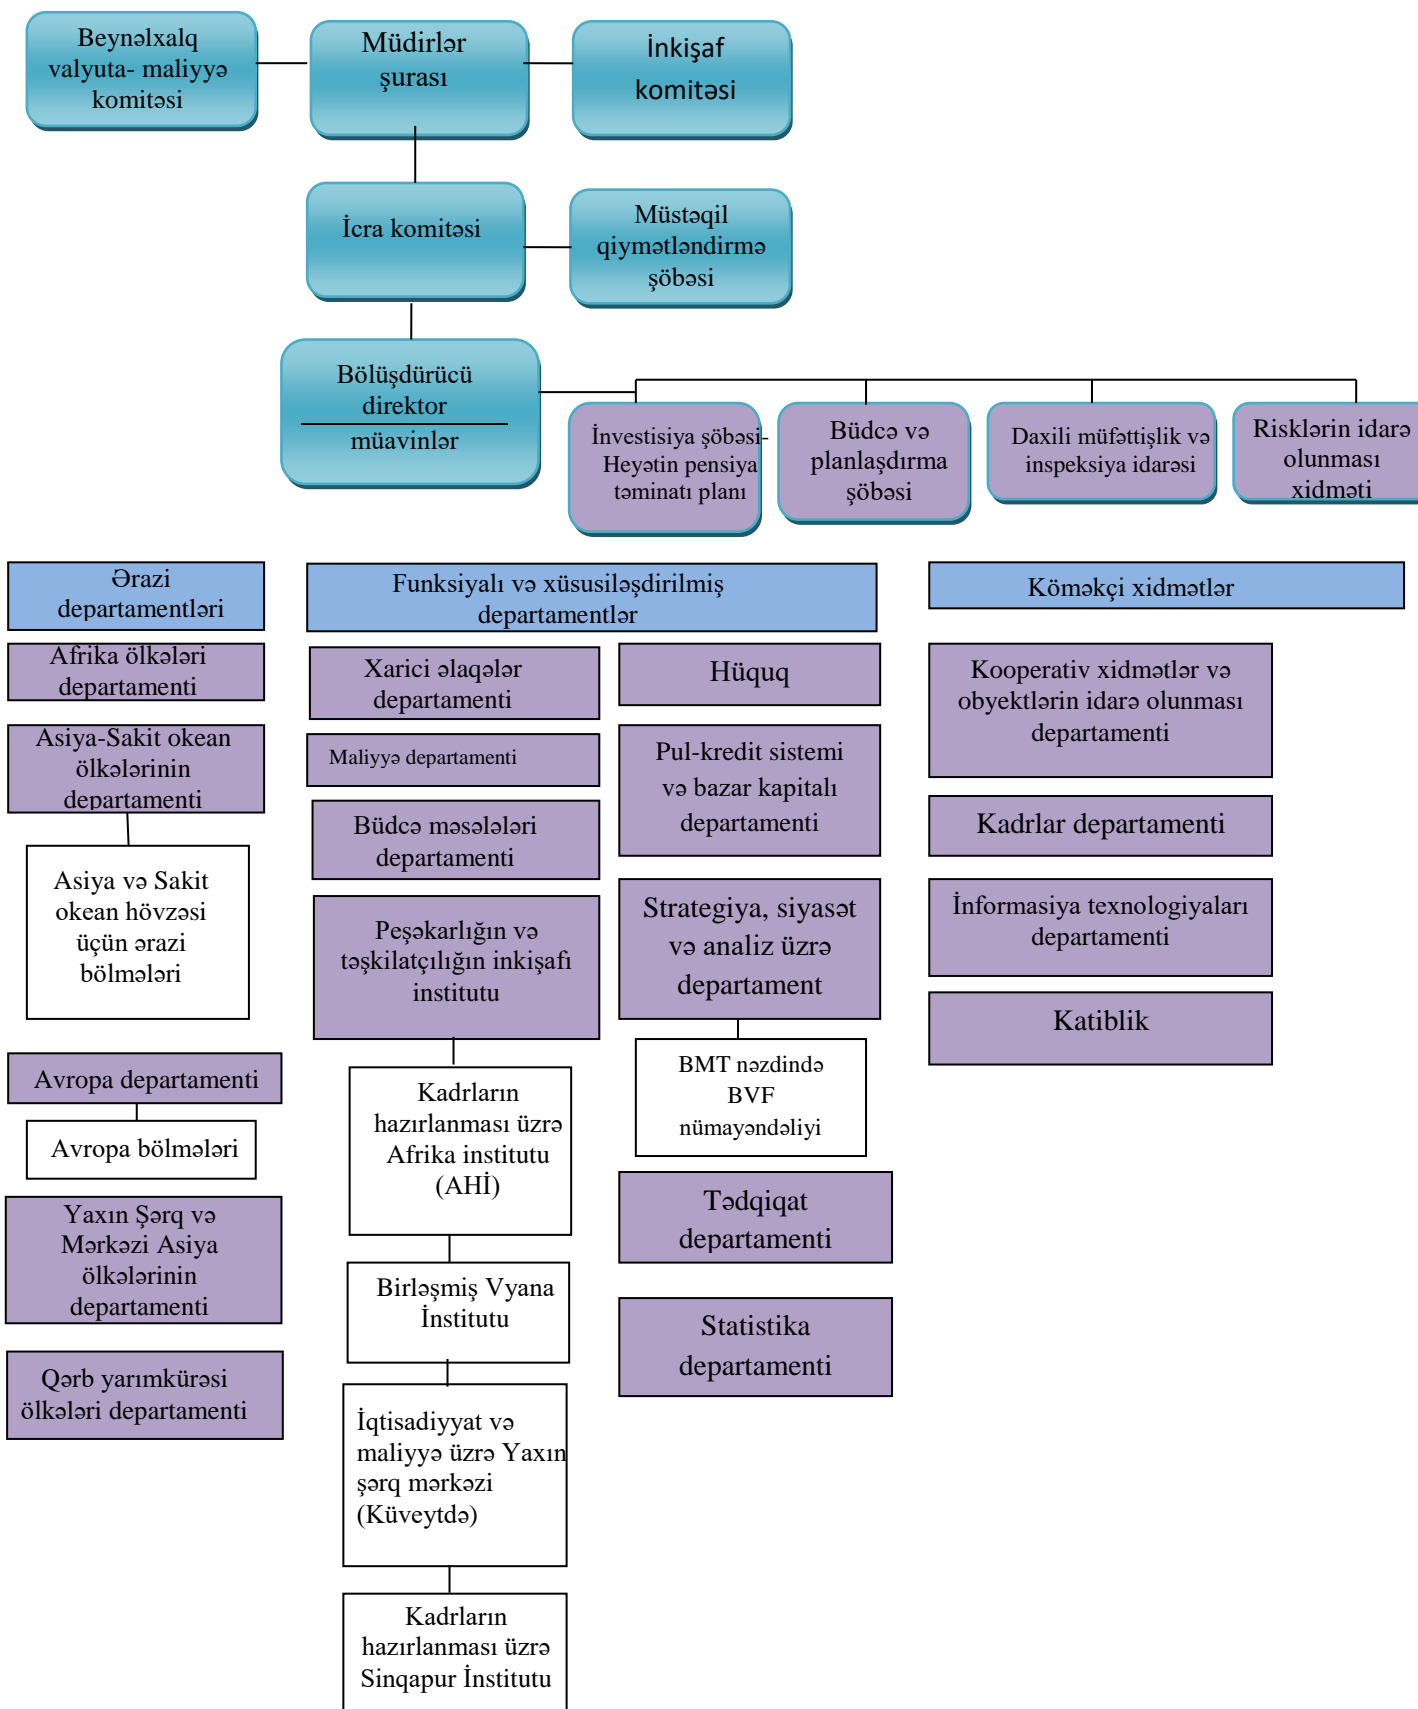 Beynəlxalq
valyuta- maliyyə
komitəsi
Müdirlər
şurası
İnkişaf
komitəsi
İcra komitəsi
Müstəqil
qiymətləndirmə
şöbəsi
Bölüşdürücü
direktor
müavinlər
İnvestisiya şöbəsi-
Heyətin pensiya
təminatı planı
Büdcə və
planlaşdırma
şöbəsi
Daxili müfəttişlik və
inspeksiya idarəsi
Risklərin idarə
olunması
xidməti
Ərazi
departamentləri
Afrika ölkələri
departamenti
Asiya-Sakit okean
ölkələrinin
departamenti
Asiya və Sakit
okean hövzəsi
üçün ərazi
bölmələri
Avropa departamenti
Avropa bölmələri
Yaxın Şərq və
Mərkəzi Asiya
ölkələrinin
departamenti
Qərb yarımkürəsi
ölkələri departamenti
Funksiyalı və xüsusiləşdirilmiş
departamentlər
Xarici əlaqələr
departamenti
Maliyyə departamenti
Büdcə məsələləri
departamenti
Peşəkarlığın və
təşkilatçılığın inkişafı
institutu
Kadrların
hazırlanması üzrə
Afrika institutu
(AHİ)
Birləşmiş Vyana
İnstitutu
İqtisadiyyat və
maliyyə üzrə Yaxın
şərq mərkəzi
(Küveytdə)
Kadrların
hazırlanması üzrə
Sinqapur İnstitutu
Hüquq
Pul-kredit sistemi
və bazar kapitalı
departamenti
Strategiya, siyasət
və analiz üzrə
departament
BMT nəzdində
BVF
nümayəndəliyi
Tədqiqat
departamenti
Statistika
departamenti
Köməkçi xidmətlər
Kooperativ xidmətlər və
obyektlərin idarə olunması
departamenti
Kadrlar departamenti
İnformasiya texnologiyaları
departamenti
Katiblik